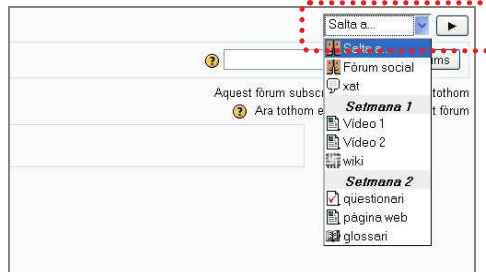 Salta a...
Salta a...
ms
Fòrum social
Aquest fòrum subsc
tothom
xat
Ara tothom e
t fòrum
Setmana 1
Vídeo 1
Vídeo 2
wiki
Setmana 2
qüestionari
pàgina web
glossari